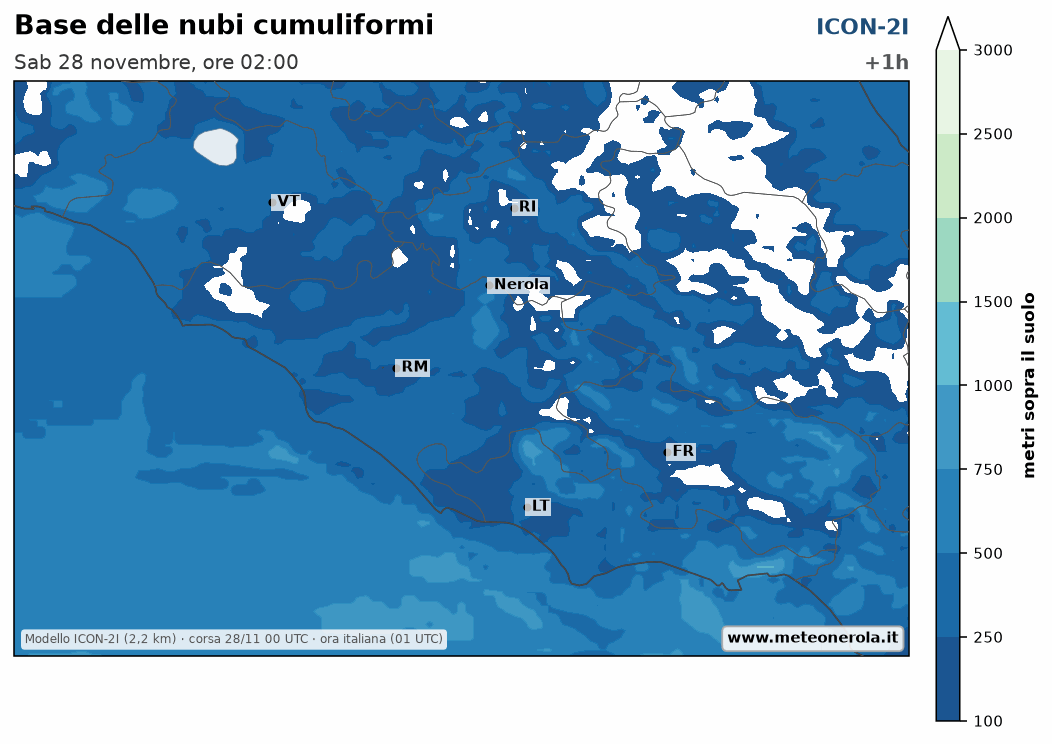 Base delle nubi cumuliformi
ICON-2I
Sab 28 novembre, ore 02:00
+1h
VT
RI
Nerola
RM
FR
LT
Modello ICON-2I (2,2 km) · corsa 28/11 00 UTC · ora italiana (01 UTC)
www.meteonerola.it
3000
2500
2000
1500
1000
750
500
250
100
metri sopra il suolo